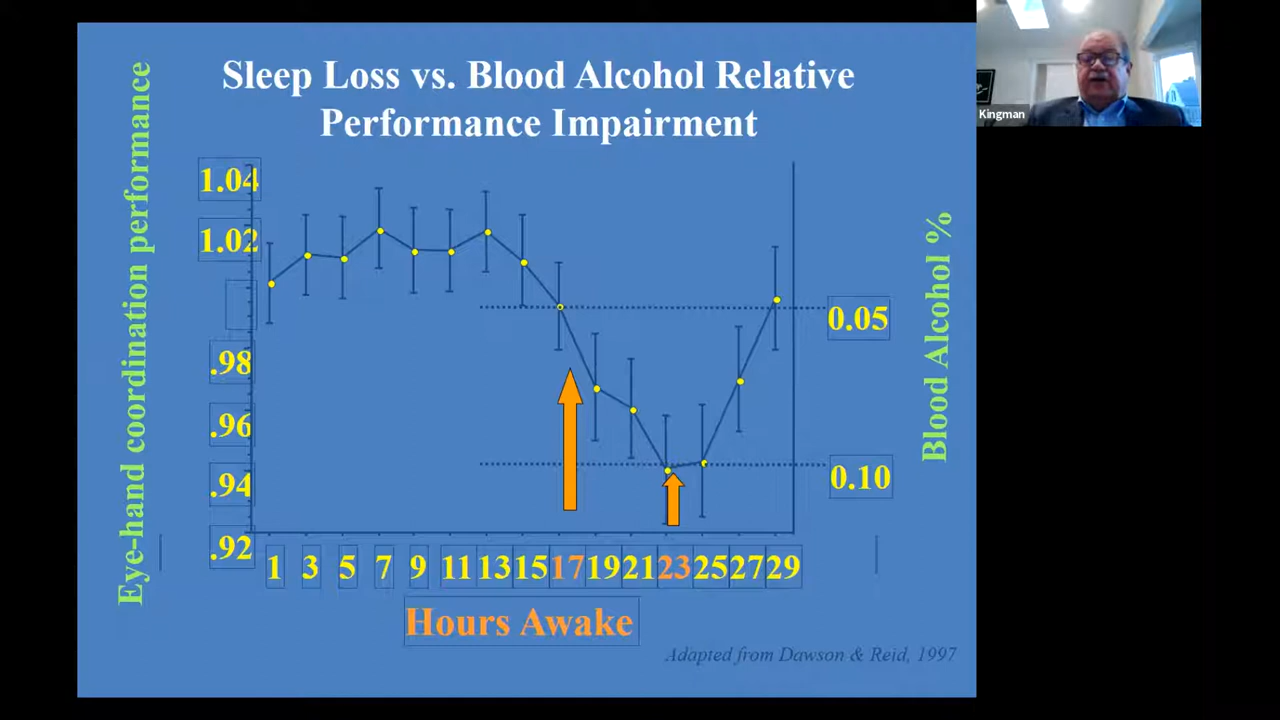 Sleep Loss vs. Blood Alcohol Relative
Performance Impairment
Eye-hand coordination performance
1.04
1.02
.98
.96
.94
.92
0.05
0.10
Blood Alcohol %
1 3 5 7 9 11 13 15 17 19 21 23 25 27 29
Hours Awake
Adapted from Dawson & Reid, 1997
Kingman